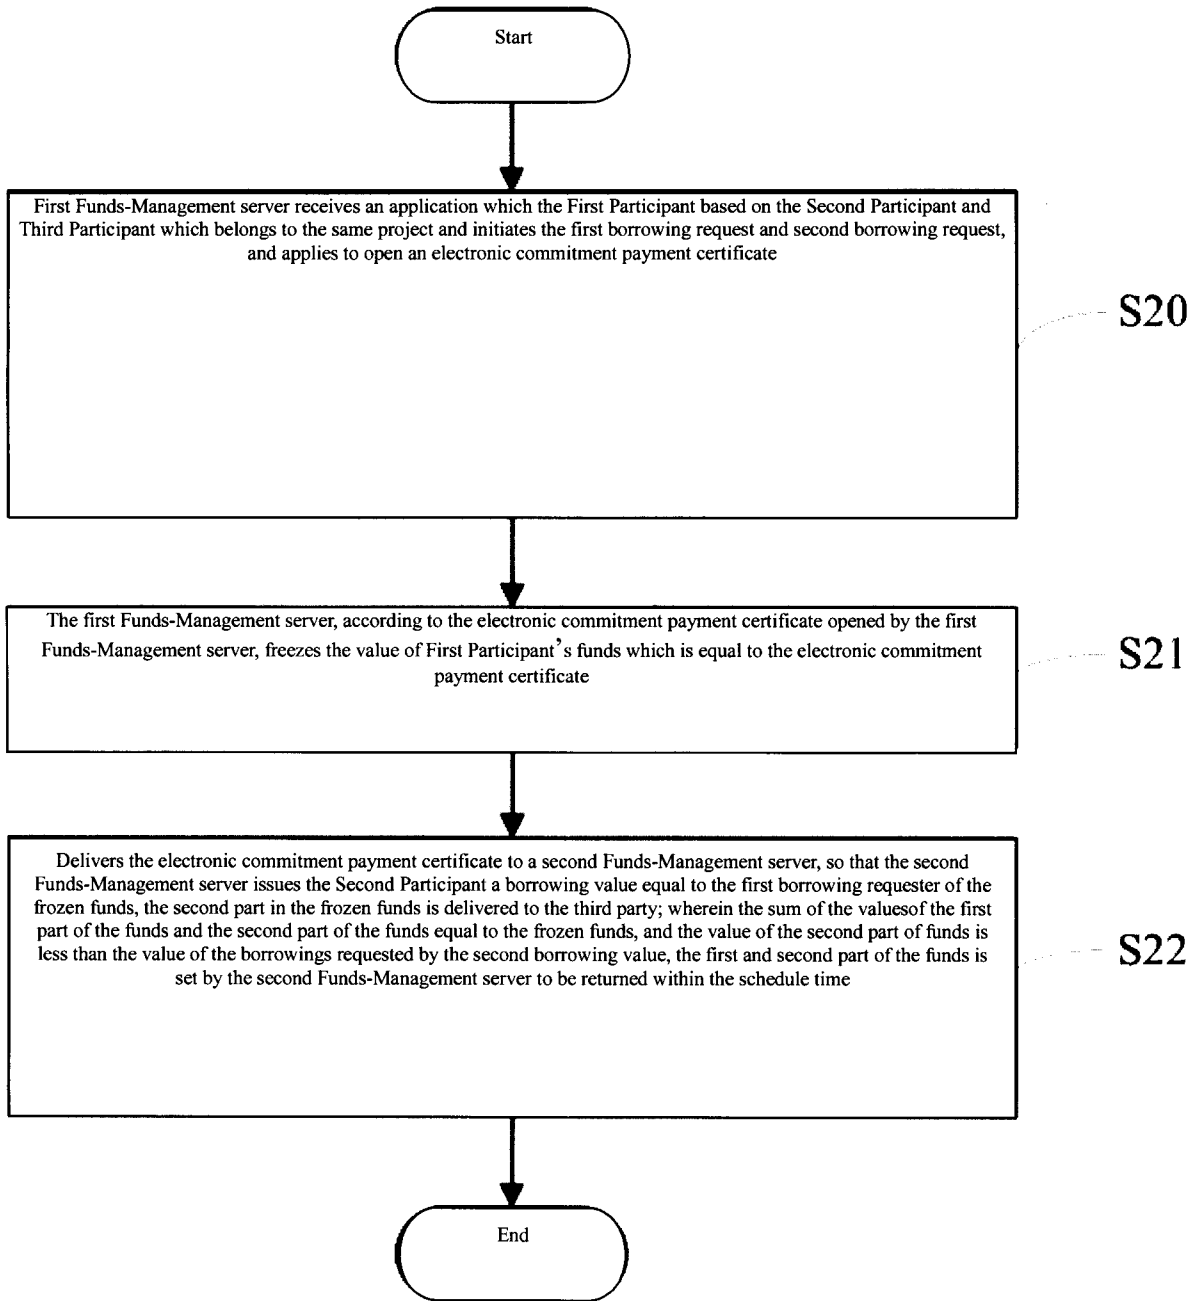 Start
First Funds-Management server receives an application which the First Participant based on the Second Participant and
Third Participant which belongs to the same project and initiates the first borrowing request and second borrowing request,
and applies to open an electronic commitment payment certificate
S20
The first Funds-Management server, according to the electronic commitment payment certificate opened by the first
Funds-Management server, freezes the value of First Participant’s funds which is equal to the electronic commitment
payment certificate
S21
Delivers the electronic commitment payment certificate to a second Funds-Management server, so that the second
Funds-Management server issues the Second Participant a borrowing value equal to the first borrowing requester of the
frozen funds, the second part in the frozen funds is delivered to the third party; wherein the sum of the valuesof the first
part of the funds and the second part of the funds equal to the frozen funds, and the value of the second part of funds is
less than the value of the borrowings requested by the second borrowing value, the first and second part of the funds is
set by the second Funds-Management server to be returned within the schedule time
S22
End